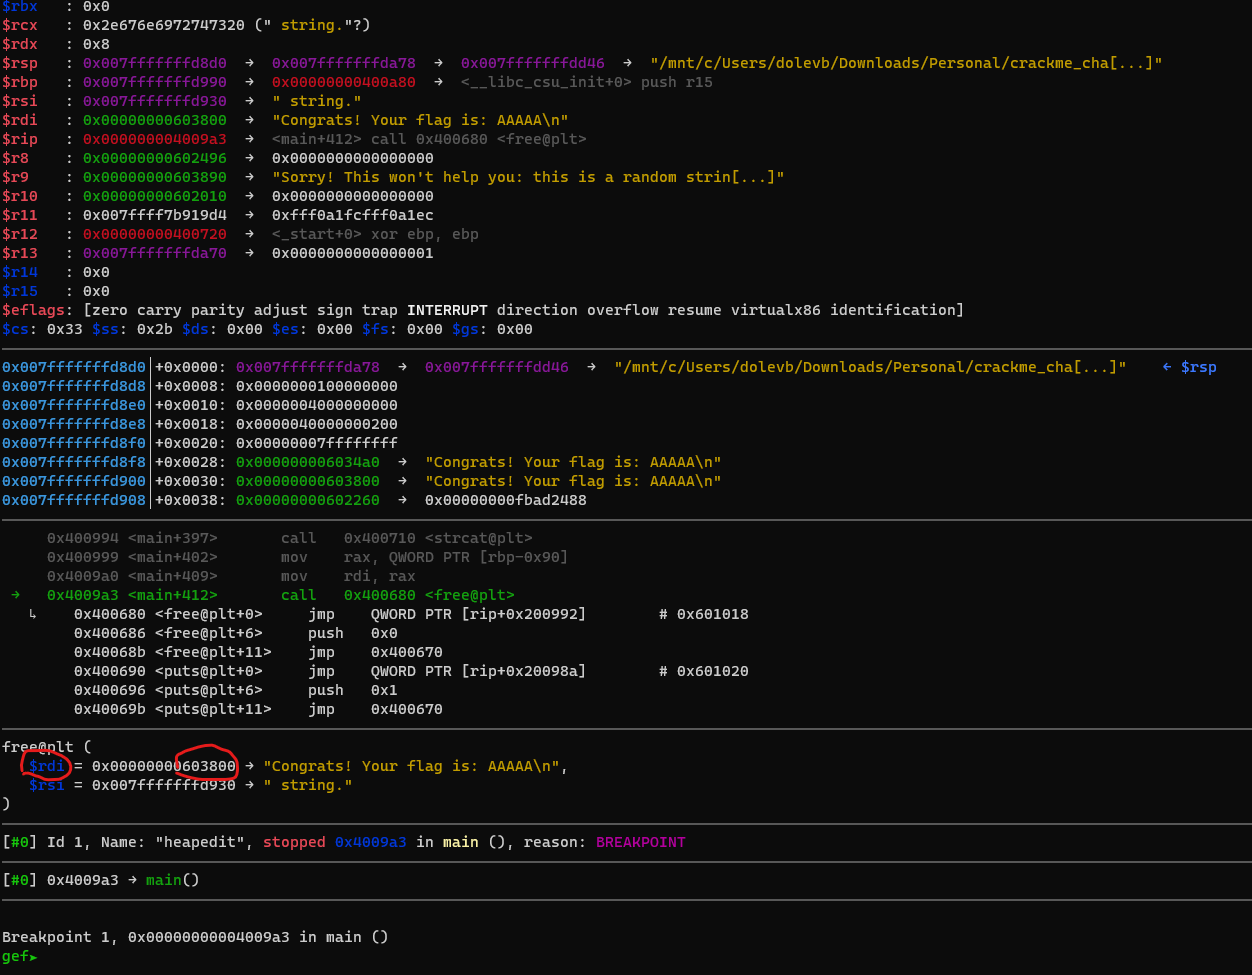 $rbx   : 0x0
$rcx   : 0x2e676e6972747320 (" string."?)
$rdx   : 0x8
$rsp   : 0x007fffffffd8d0  →  0x007fffffffda78  →  0x007fffffffdd46  →  "/mnt/c/Users/dolevb/Downloads/Personal/crackme_cha[...]"
$rbp   : 0x007fffffffd990  →  0x00000000400a80  →  <__libc_csu_init+0> push r15
$rsi   : 0x007fffffffd930  →  " string."
$rdi   : 0x00000000603800  →  "Congrats! Your flag is: AAAAA\n"
$rip   : 0x000000004009a3  →  <main+412> call 0x400680 <free@plt>
$r8    : 0x00000000602496  →  0x0000000000000000
$r9    : 0x00000000603890  →  "Sorry! This won't help you: this is a random strin[...]"
$r10   : 0x00000000602010  →  0x0000000000000000
$r11   : 0x007ffff7b919d4  →  0xfff0a1fcfff0a1ec
$r12   : 0x00000000400720  →  <_start+0> xor ebp, ebp
$r13   : 0x007fffffffda70  →  0x0000000000000001
$r14   : 0x0
$r15   : 0x0
$eflags: [zero carry parity adjust sign trap INTERRUPT direction overflow resume virtualx86 identification]
$cs: 0x33 $ss: 0x2b $ds: 0x00 $es: 0x00 $fs: 0x00 $gs: 0x00
0x007fffffffd8d0│+0x0000: 0x007fffffffda78  →  0x007fffffffdd46  →  "/mnt/c/Users/dolevb/Downloads/Personal/crackme_cha[...]"    ← $rsp
0x007fffffffd8d8│+0x0008: 0x0000000100000000
0x007fffffffd8e0│+0x0010: 0x0000004000000000
0x007fffffffd8e8│+0x0018: 0x0000040000000200
0x007fffffffd8f0│+0x0020: 0x00000007ffffffff
0x007fffffffd8f8│+0x0028: 0x000000006034a0  →  "Congrats! Your flag is: AAAAA\n"
0x007fffffffd900│+0x0030: 0x00000000603800  →  "Congrats! Your flag is: AAAAA\n"
0x007fffffffd908│+0x0038: 0x00000000602260  →  0x00000000fbad2488
0x400994 <main+397>       call   0x400710 <strcat@plt>
0x400999 <main+402>       mov    rax, QWORD PTR [rbp-0x90]
0x4009a0 <main+409>       mov    rdi, rax
→   0x4009a3 <main+412>       call   0x400680 <free@plt>
↳    0x400680 <free@plt+0>     jmp    QWORD PTR [rip+0x200992]        # 0x601018
0x400686 <free@plt+6>     push   0x0
0x40068b <free@plt+11>    jmp    0x400670
0x400690 <puts@plt+0>     jmp    QWORD PTR [rip+0x20098a]        # 0x601020
0x400696 <puts@plt+6>     push   0x1
0x40069b <puts@plt+11>    jmp    0x400670
free@plt (
$rdi = 0x00000000603800 → "Congrats! Your flag is: AAAAA\n",
$rsi = 0x007fffffffd930 → " string."
)
[#0] Id 1, Name: "heapedit", stopped 0x4009a3 in main (), reason: BREAKPOINT
[#0] 0x4009a3 → main()
Breakpoint 1, 0x00000000004009a3 in main ()
gef➤